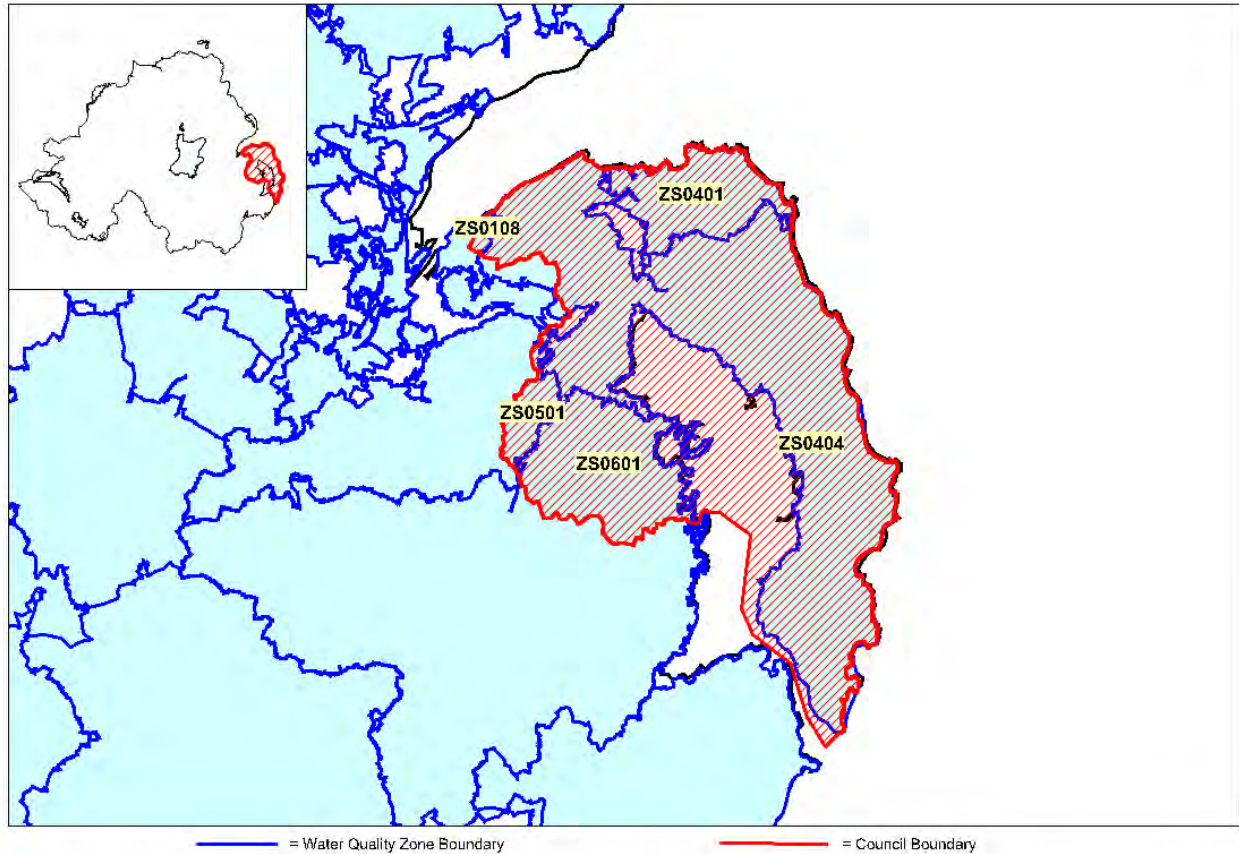 ZS0401
ZS0108
ZS0501
ZS0404
ZS0601
= Water Quality Zone Boundary
= Council Boundary